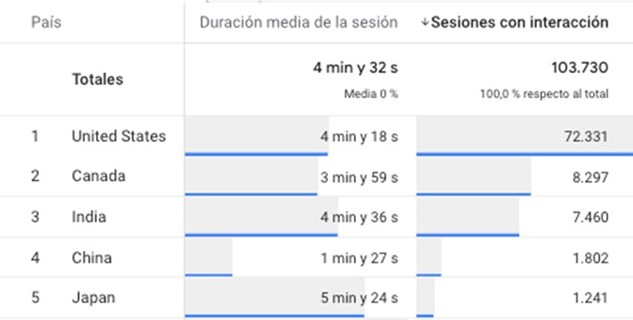 País Duración media de la sesión ↓Sesiones con interacción
Totales 4 min y 32 s 103.730
Media 0 % 100,0 % respecto al total
1 United States 4 min y 18 s 72.331
2 Canada 3 min y 59 s 8.297
3 India 4 min y 36 s 7.460
4 China 1 min y 27 s 1.802
5 Japan 5 min y 24 s 1.241